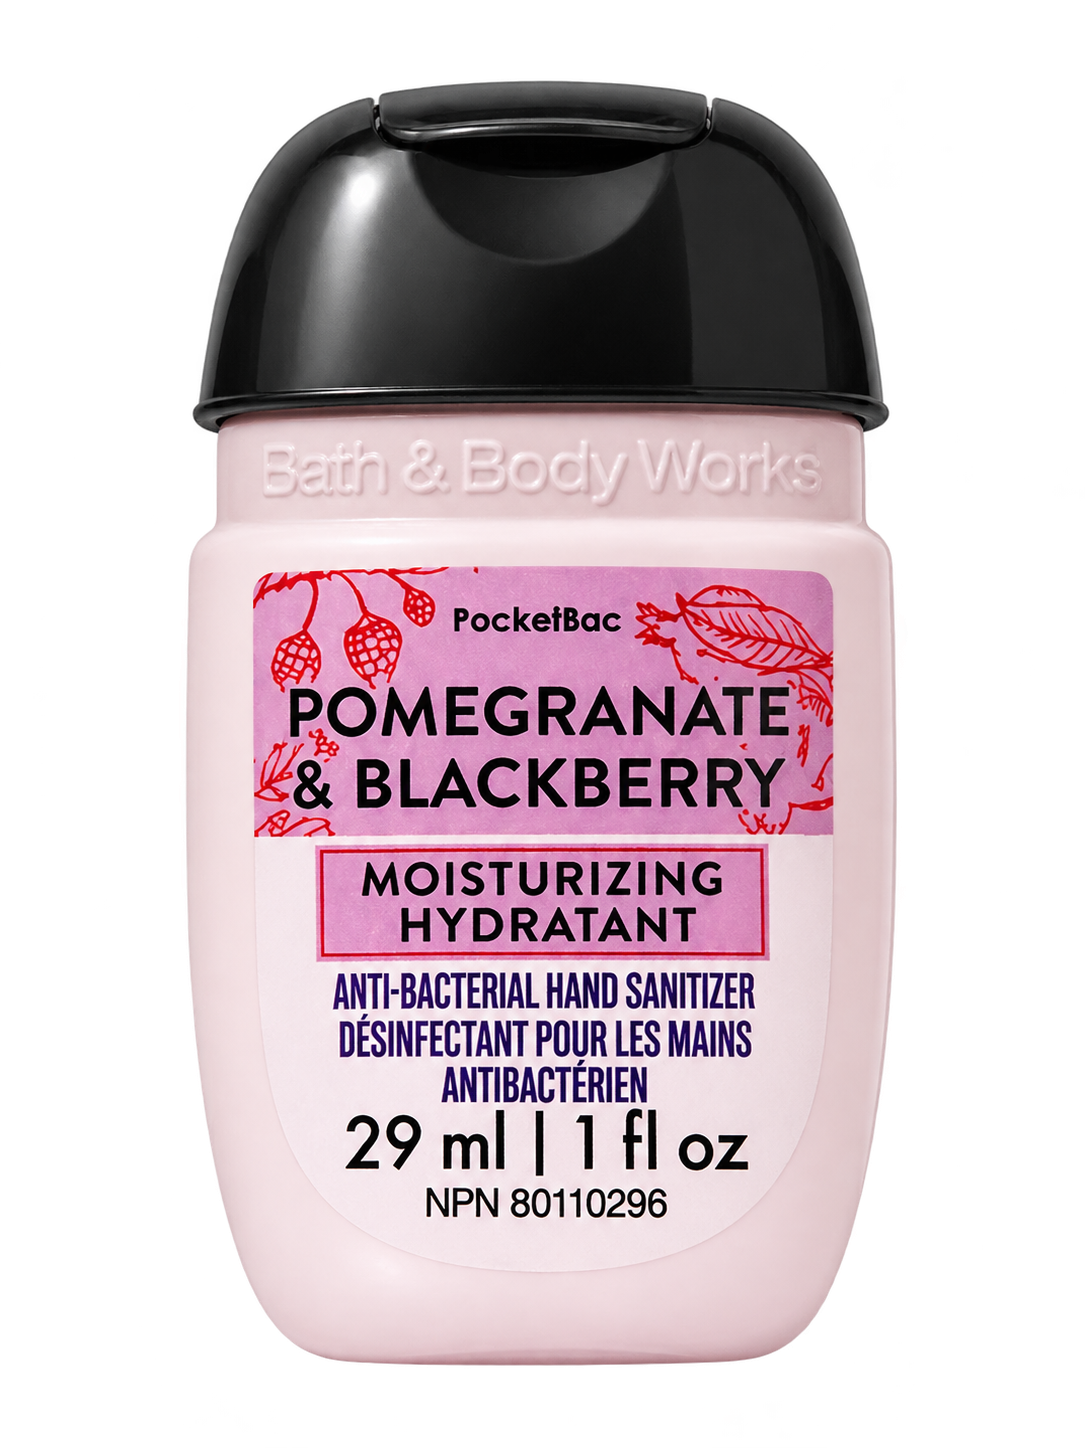 Bath & Body Works
PocketBac
POMEGRANATE
& BLACKBERRY
MOISTURIZING
HYDRATANT
ANTI-BACTERIAL HAND SANITIZER
DÉSINFECTANT POUR LES MAINS
ANTIBACTÉRIEN
29 ml | 1 fl oz
NPN 80110296